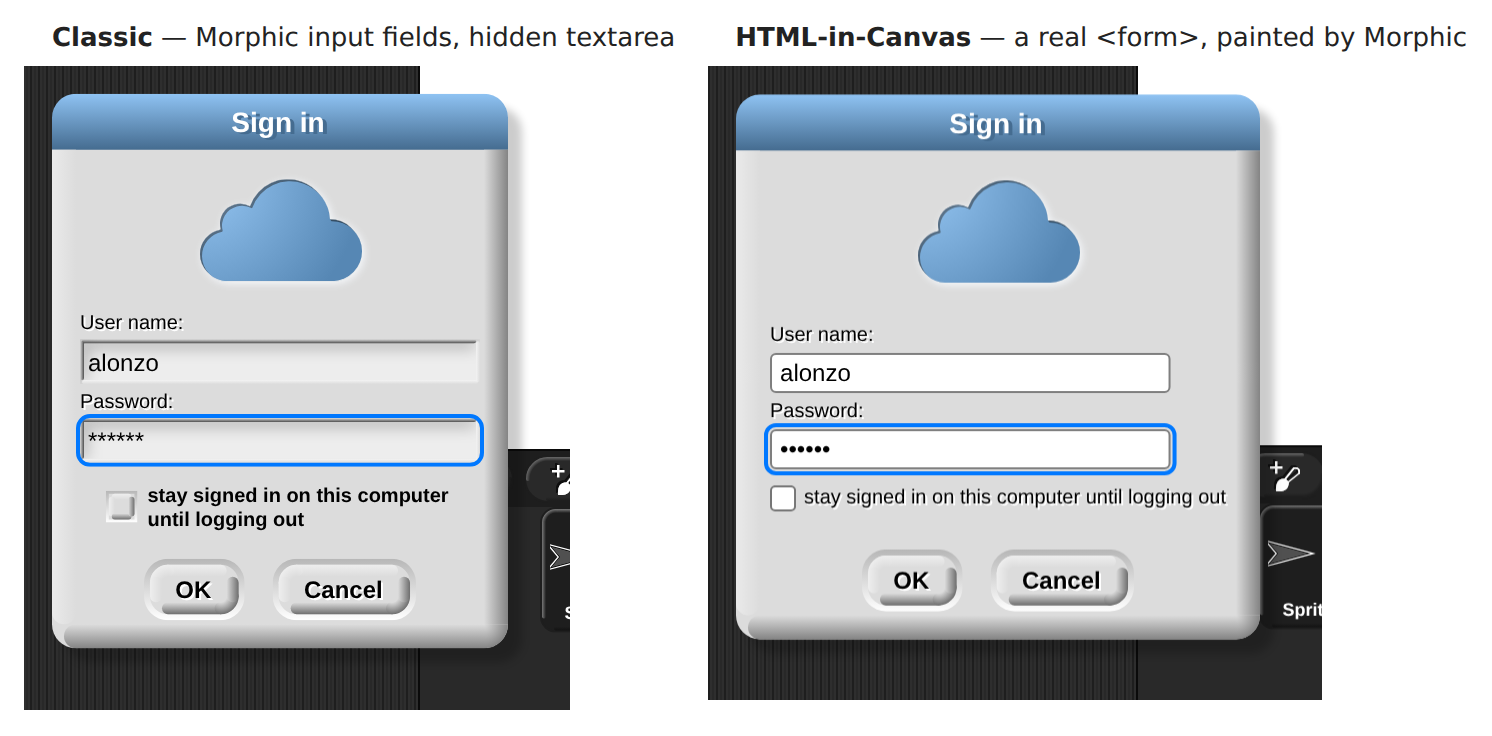 Classic — Morphic input fields, hidden textarea
Sign in
User name:
alonzo
Password:
******
stay signed in on this computer
until logging out
OK
Cancel
HTML-in-Canvas — a real <form>, painted by Morphic
Sign in
User name:
alonzo
Password:
••••••
stay signed in on this computer until logging out
OK
Cancel